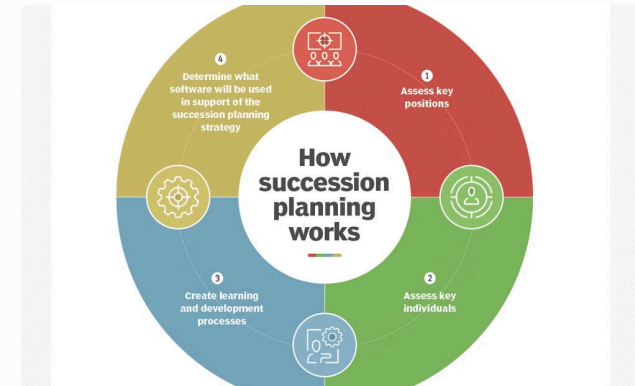 How
succession
planning
works
1
Assess key
positions
2
Assess key
individuals
3
Create learning
and development
processes
4
Determine what
software will be used
in support of the
succession planning
strategy